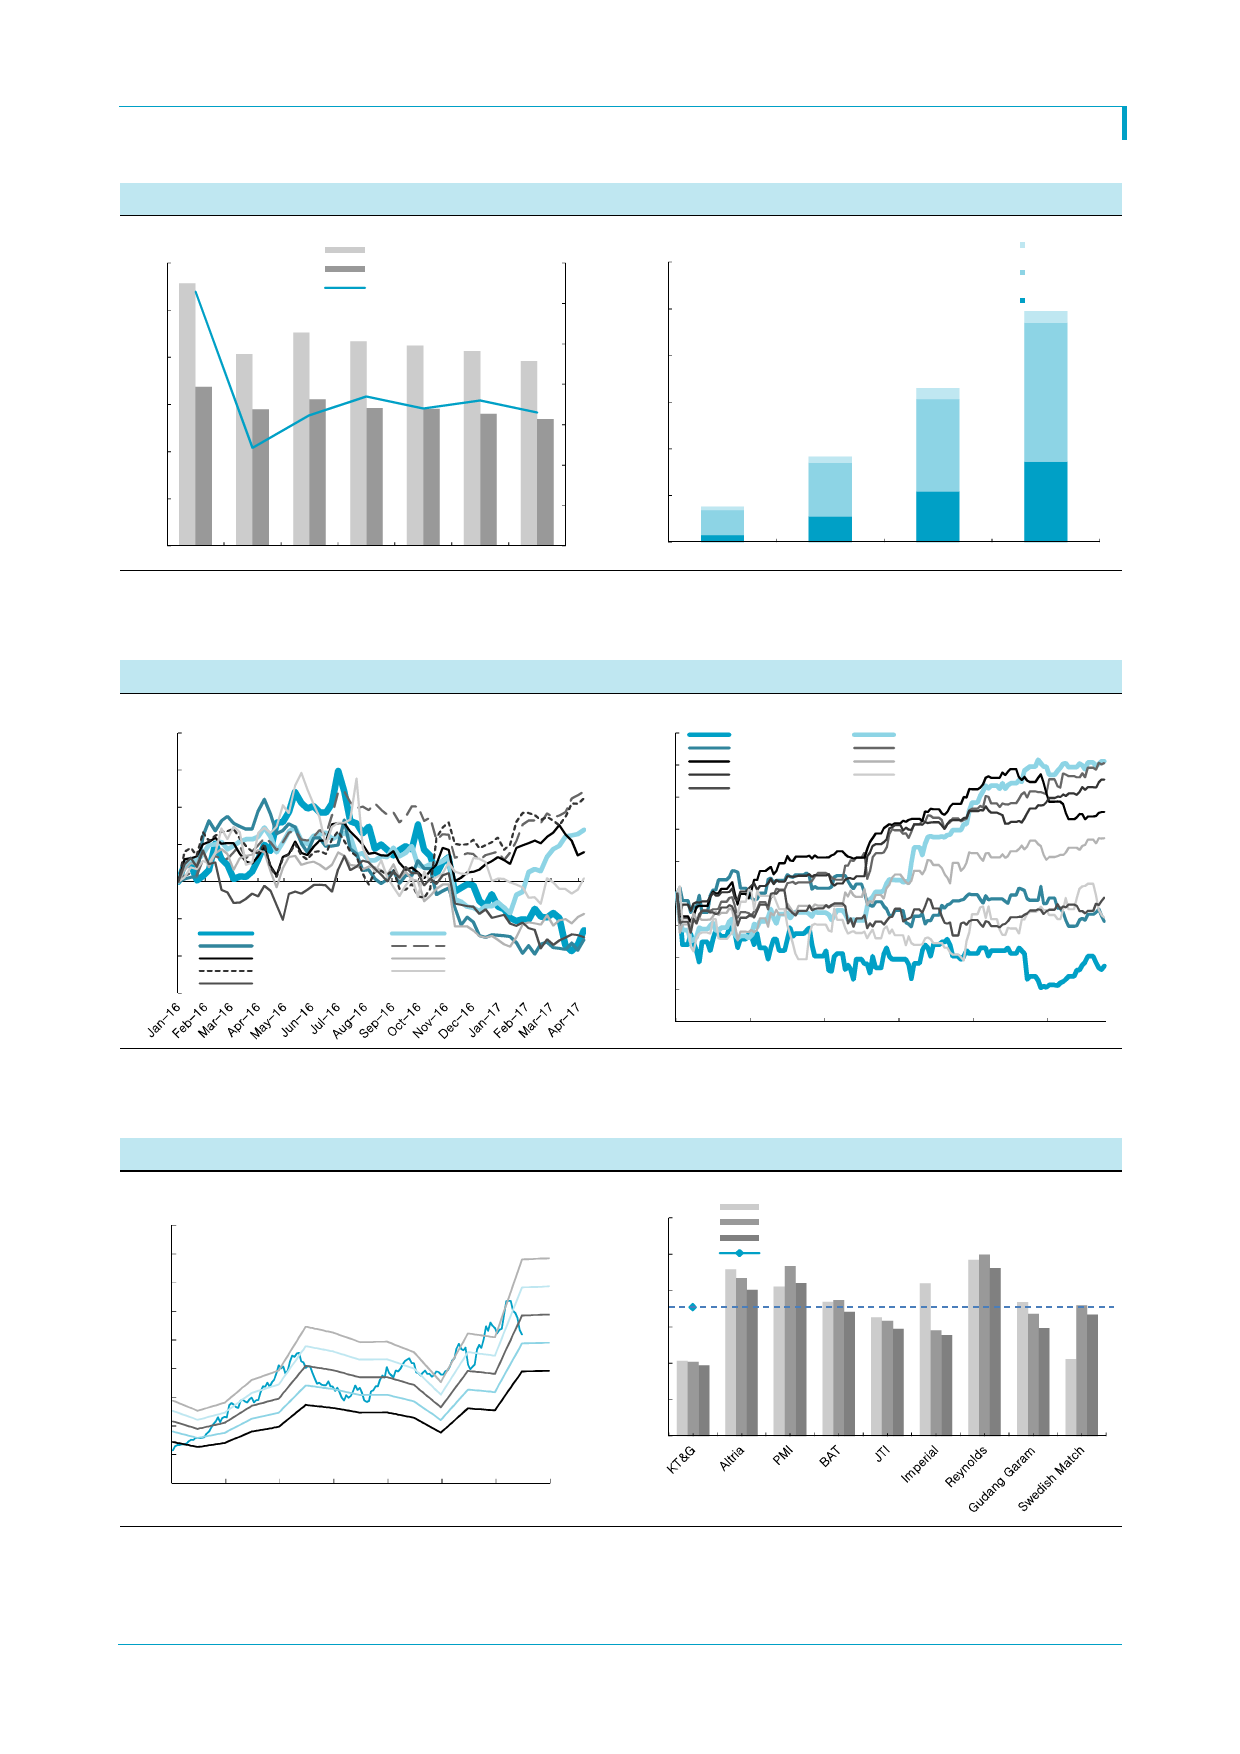 Jan–16
Feb–16
Mar–16
Apr–16
May–16
Jun–16
Jul–16
Aug–16
Sep–16
Oct–16
Nov–16
Dec–16
Jan–17
Feb–17
Mar–17
Apr–17
KT&G
Altria
PMI
BAT
JTI
Imperial
Reynolds
Gudang Garam
Swedish Match